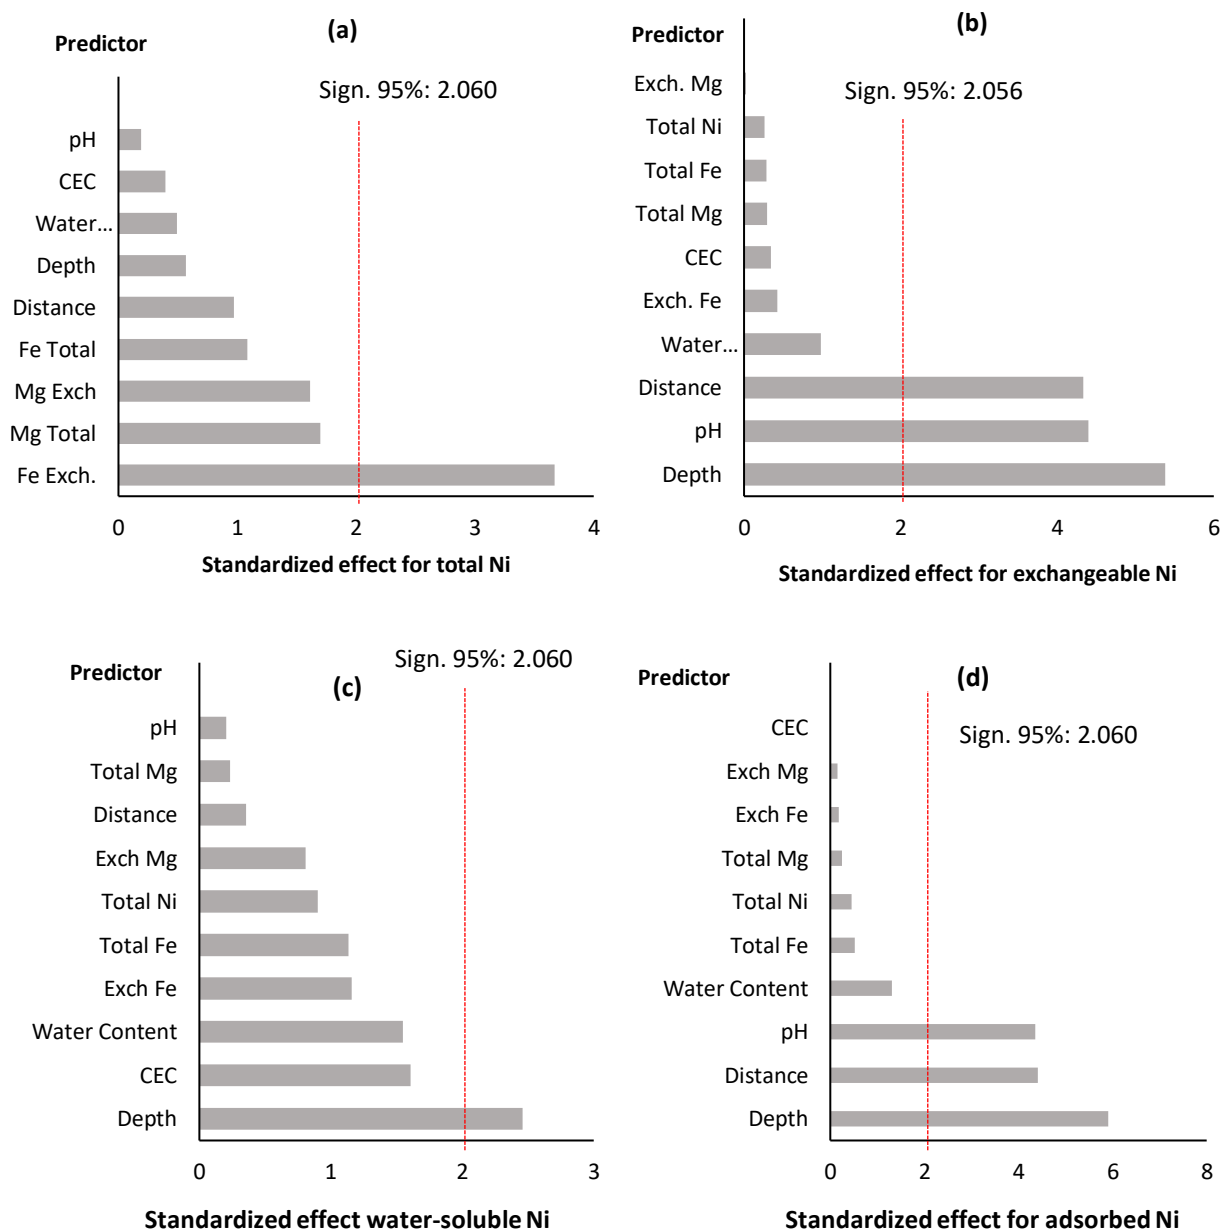 (a)
Predictor
Sign. 95%: 2.060
pH
CEC
Water...
Depth
Distance
Fe Total
Mg Exch
Mg Total
Fe Exch.
0 1 2 3 4
Standardized effect for total Ni
(b)
Predictor
Exch. Mg
Sign. 95%: 2.056
Total Ni
Total Fe
Total Mg
CEC
Exch. Fe
Water...
Distance
pH
Depth
0 2 4 6
Standardized effect for exchangeable Ni
Sign. 95%: 2.060
Predictor
(c)
pH
Total Mg
Distance
Exch Mg
Total Ni
Total Fe
Exch Fe
Water Content
CEC
Depth
0 1 2 3
Standardized effect water-soluble Ni
Predictor
(d)
CEC
Sign. 95%: 2.060
Exch Mg
Exch Fe
Total Mg
Total Ni
Total Fe
Water Content
pH
Distance
Depth
0 2 4 6 8
Standardized effect for adsorbed Ni